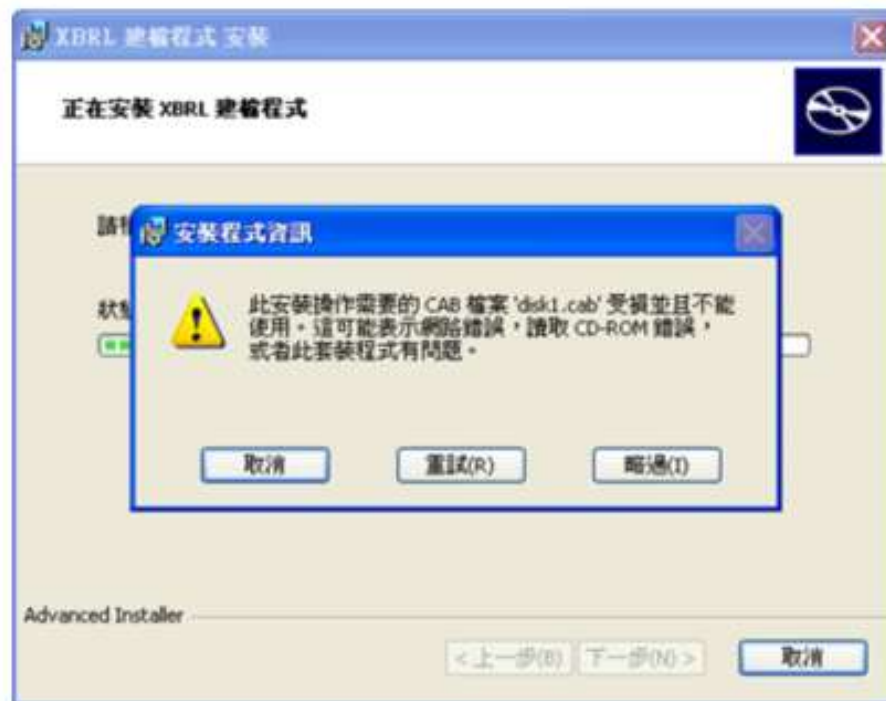 XBRL 建檔程式 安裝
正在安裝 XBRL 建檔程式
請
安裝程式資訊
狀態
此安裝操作需要的 CAB 檔案 'disk1.cab' 受損並且不能
使用。這可能表示網路錯誤，讀取 CD-ROM 錯誤，
或者此套裝程式有問題。
取消
重試(R)
略過(I)
Advanced Installer
< 上一步(B)
下一步(N) >
取消